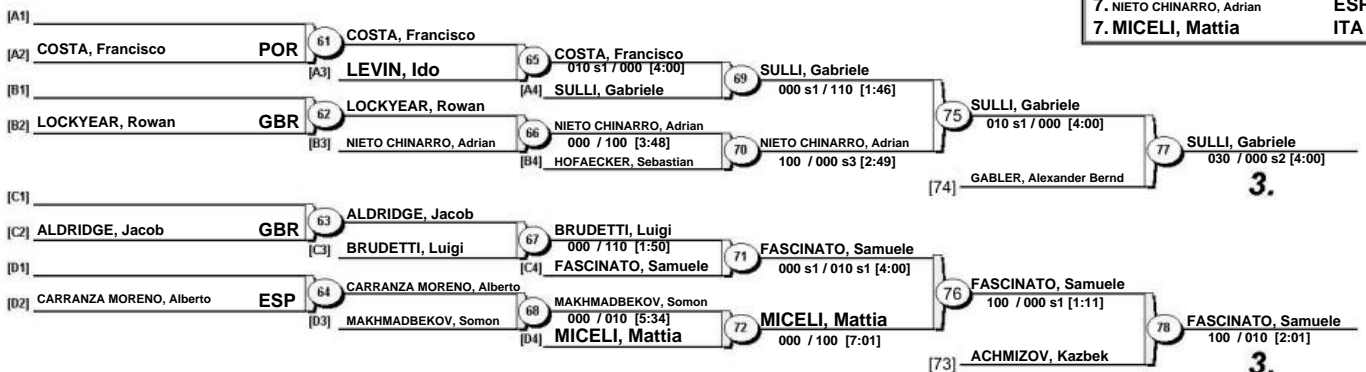 7. NIETO CHINARRO, Adrian ESP
7. MICELI, Mattia ITA
[A1]
[A2] COSTA, Francisco POR
61 COSTA, Francisco
[A3] LEVIN, Ido
65 COSTA, Francisco
010 s1 / 000 [4:00]
[A4] SULLI, Gabriele
69 SULLI, Gabriele
000 s1 / 110 [1:46]
[B1]
[B2] LOCKYEAR, Rowan GBR
62 LOCKYEAR, Rowan
[B3] NIETO CHINARRO, Adrian
66 NIETO CHINARRO, Adrian
000 / 100 [3:48]
[B4] HOFAECKER, Sebastian
70 NIETO CHINARRO, Adrian
100 / 000 s3 [2:49]
75 SULLI, Gabriele
010 s1 / 000 [4:00]
[74] GABLER, Alexander Bernd
77 SULLI, Gabriele
030 / 000 s2 [4:00]
3.
[C1]
[C2] ALDRIDGE, Jacob GBR
63 ALDRIDGE, Jacob
[C3] BRUDETTI, Luigi
67 BRUDETTI, Luigi
000 / 110 [1:50]
[C4] FASCINATO, Samuele
71 FASCINATO, Samuele
000 s1 / 010 s1 [4:00]
[D1]
[D2] CARRANZA MORENO, Alberto ESP
64 CARRANZA MORENO, Alberto
[D3] MAKHMADBEKOV, Somon
68 MAKHMADBEKOV, Somon
000 / 010 [5:34]
[D4] MICELI, Mattia
72 MICELI, Mattia
000 / 100 [7:01]
76 FASCINATO, Samuele
100 / 000 s1 [1:11]
[73] ACHMIZOV, Kazbek
78 FASCINATO, Samuele
100 / 010 [2:01]
3.